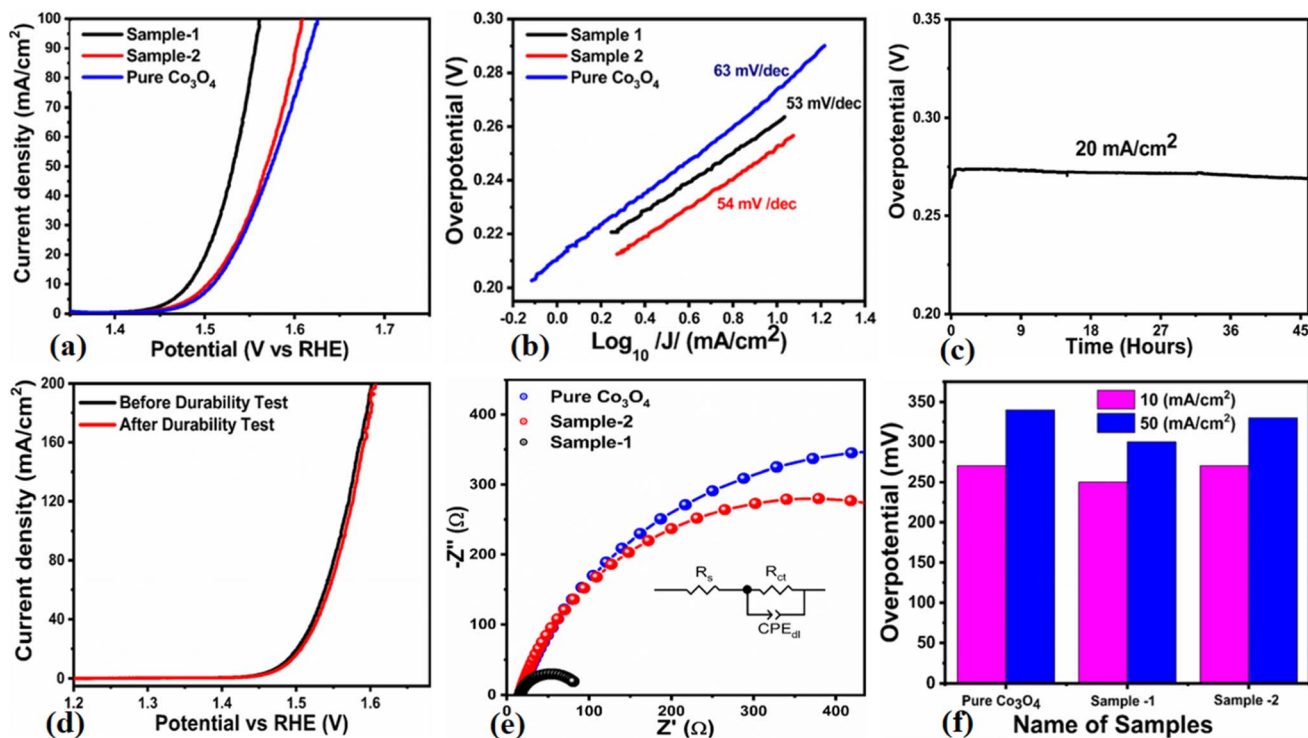 100
90
80
70
60
50
40
30
20
10
0
Current density (mA/cm²)
Sample-1
Sample-2
Pure Co₃O₄
1.4
1.5
1.6
1.7
Potential (V vs RHE)
(a)
0.30
0.28
0.26
0.24
0.22
0.20
Overpotential (V)
Sample 1
Sample 2
Pure Co₃O₄
63 mV/dec
53 mV/dec
54 mV /dec
-0.2
0.0
0.2
0.4
0.6
0.8
1.0
1.2
1.4
Log₁₀ /J/ (mA/cm²)
(b)
0.35
0.30
0.25
0.20
Overpotential (V)
20 mA/cm²
0
9
18
27
36
45
Time (Hours)
(c)
200
160
120
80
40
0
Current density (mA/cm²)
Before Durability Test
After Durability Test
1.2
1.3
1.4
1.5
1.6
Potential vs RHE (V)
(d)
400
300
200
100
0
-Z'' (Ω)
Pure Co₃O₄
Sample-2
Sample-1
Rₛ
R꜀ₜ
CPE_dl
0
100
200
300
400
Z' (Ω)
(e)
350
300
250
200
150
100
50
0
Overpotential (mV)
10 (mA/cm²)
50 (mA/cm²)
Pure Co₃O₄
Sample -1
Sample -2
Name of Samples
(f)